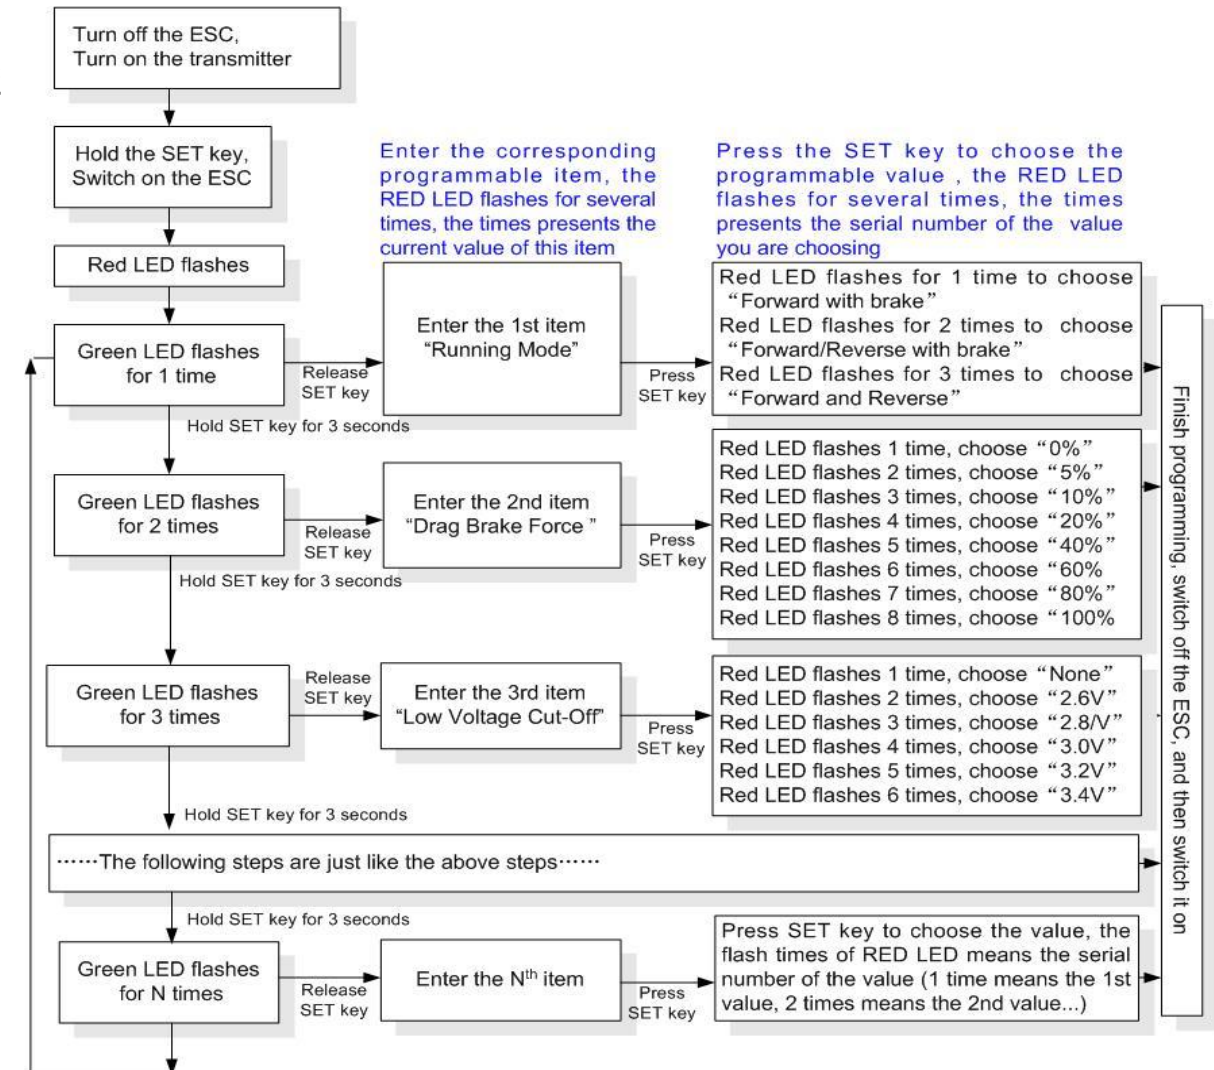 Turn off the ESC,
Turn on the transmitter
Hold the SET key,
Switch on the ESC
Enter the corresponding
programmable item, the
RED LED flashes for several
times, the times presents the
current value of this item
Press the SET key to choose the
programmable value , the RED LED
flashes for several times, the times
presents the serial number of the value
you are choosing
Red LED flashes
Green LED flashes
for 1 time
Release
SET key
Enter the 1st item
“Running Mode”
Press
SET key
Red LED flashes for 1 time to choose
“Forward with brake”
Red LED flashes for 2 times to choose
“Forward/Reverse with brake”
Red LED flashes for 3 times to choose
“Forward and Reverse”
Hold SET key for 3 seconds
Green LED flashes
for 2 times
Release
SET key
Enter the 2nd item
“Drag Brake Force ”
Press
SET key
Red LED flashes 1 time, choose “0%”
Red LED flashes 2 times, choose “5%”
Red LED flashes 3 times, choose “10%”
Red LED flashes 4 times, choose “20%”
Red LED flashes 5 times, choose “40%”
Red LED flashes 6 times, choose “60%
Red LED flashes 7 times, choose “80%”
Red LED flashes 8 times, choose “100%
Hold SET key for 3 seconds
Green LED flashes
for 3 times
Release
SET key
Enter the 3rd item
“Low Voltage Cut-Off”
Press
SET key
Red LED flashes 1 time, choose “None”
Red LED flashes 2 times, choose “2.6V”
Red LED flashes 3 times, choose “2.8/V”
Red LED flashes 4 times, choose “3.0V”
Red LED flashes 5 times, choose “3.2V”
Red LED flashes 6 times, choose “3.4V”
Hold SET key for 3 seconds
······The following steps are just like the above steps······
Hold SET key for 3 seconds
Green LED flashes
for N times
Release
SET key
Enter the Nth item
Press
SET key
Press SET key to choose the value, the
flash times of RED LED means the serial
number of the value (1 time means the 1st
value, 2 times means the 2nd value...)
Finish programming, switch off the ESC, and then switch it on